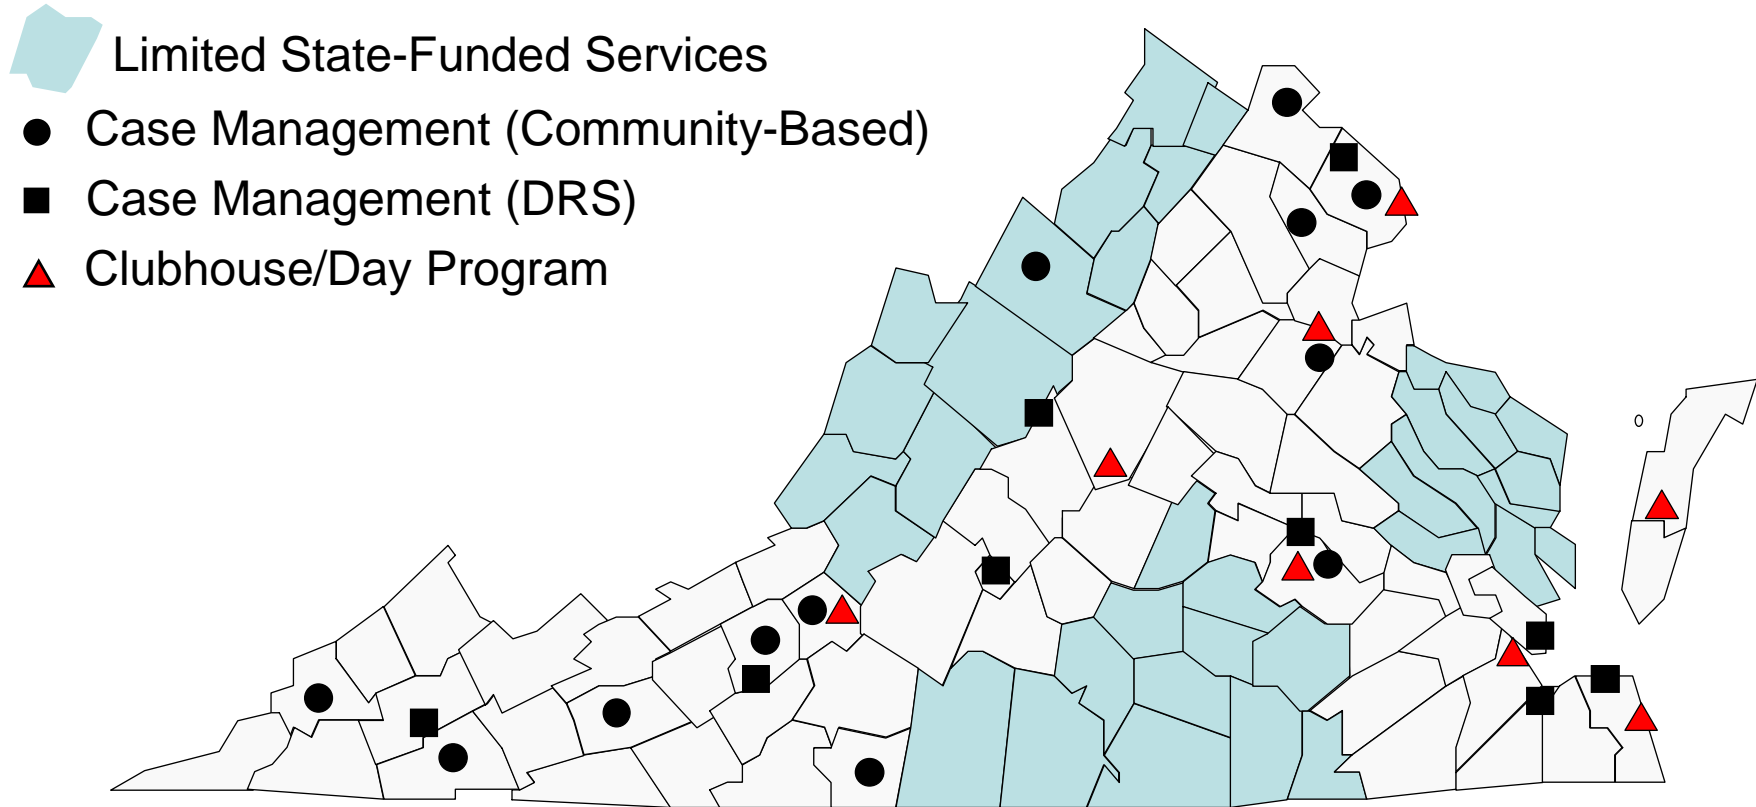 Limited State-Funded Services
Case Management (Community-Based)
Case Management (DRS)
Clubhouse/Day Program